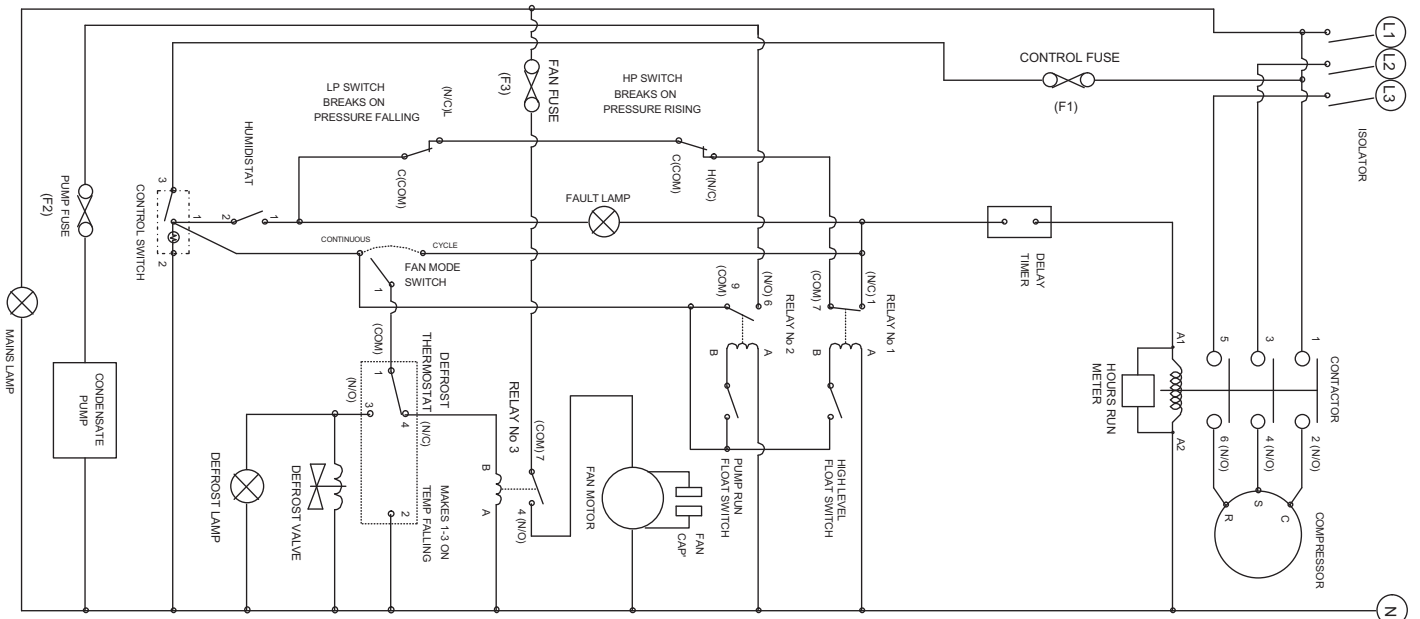 L1
L2
L3
ISOLATOR
CONTROL FUSE
(F1)
FAN FUSE
(F3)
HP SWITCH
BREAKS ON
PRESSURE RISING
LP SWITCH
BREAKS ON
PRESSURE FALLING
(N/C)L
C(COM)
C(COM)
H(N/C)
HUMIDISTAT
2
1
PUMP FUSE
(F2)
3
1
M
2
CONTROL SWITCH
FAULT LAMP
DELAY
TIMER
CONTINUOUS
CYCLE
FAN MODE
SWITCH
1
9
(COM)
(N/O) 6
RELAY No 2
(COM) 7
(N/C) 1
RELAY No 1
B
A
B
A
PUMP RUN
FLOAT SWITCH
HIGH LEVEL
FLOAT SWITCH
A1
A2
HOURS RUN
METER
CONTACTOR
5
3
1
6 (N/O)
4 (N/O)
2 (N/O)
R
S
C
COMPRESSOR
MAINS LAMP
CONDENSATE
PUMP
DEFROST LAMP
DEFROST VALVE
DEFROST
THERMOSTAT
(COM)
1
(N/O)
3
4
(N/C)
2
MAKES 1-3 ON
TEMP FALLING
RELAY No 3
B
A
(COM) 7
4 (N/O)
FAN MOTOR
FAN
CAP'
N